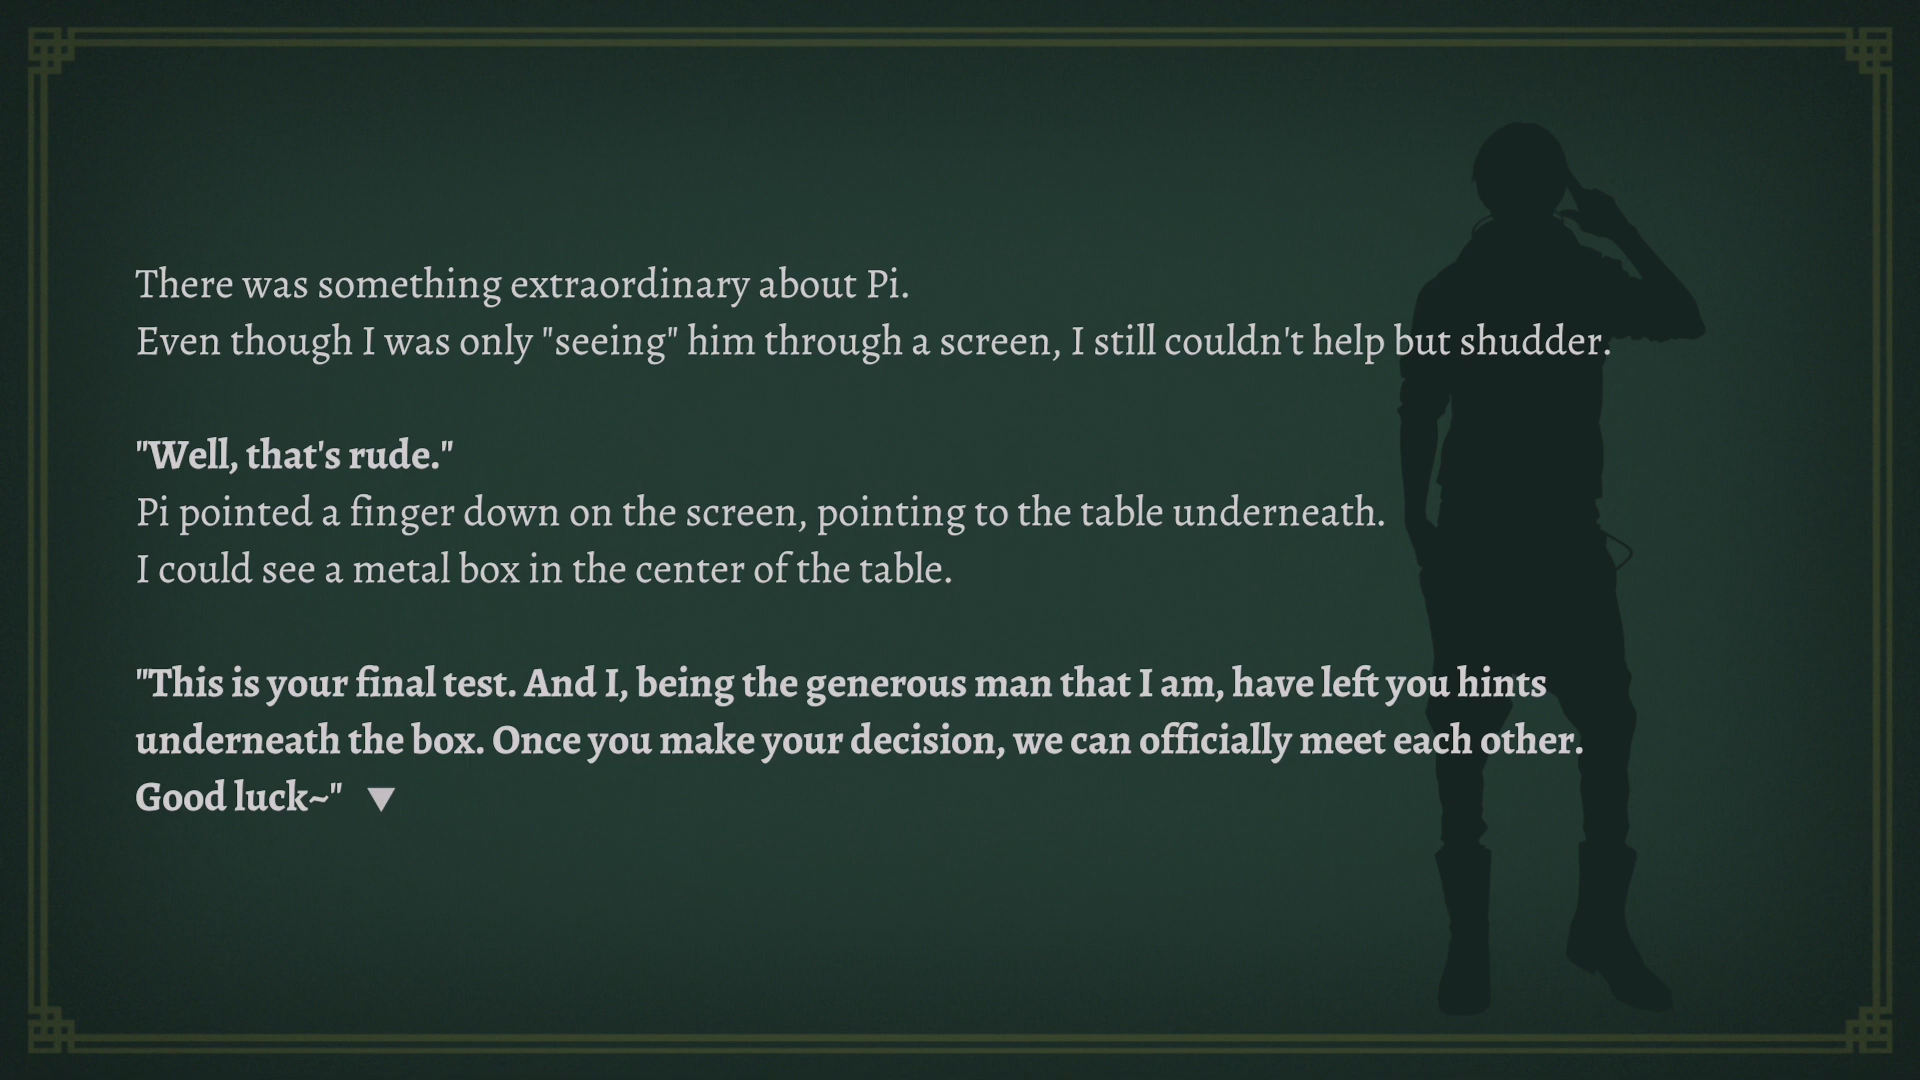 There was something extraordinary about Pi.
Even though I was only "seeing" him through a screen, I still couldn't help but shudder.
"Well, that's rude."
Pi pointed a finger down on the screen, pointing to the table underneath.
I could see a metal box in the center of the table.
"This is your final test. And I, being the generous man that I am, have left you hints
underneath the box. Once you make your decision, we can officially meet each other.
Good luck~"